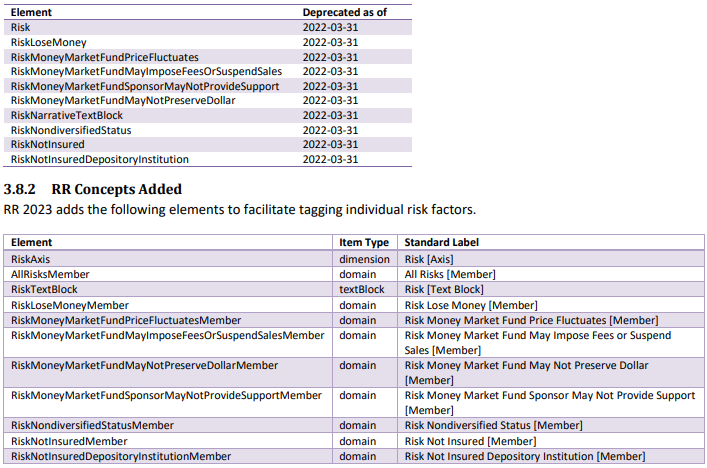 Element Deprecated as of
Risk 2022-03-31
RiskLoseMoney 2022-03-31
RiskMoneyMarketFundPriceFluctuates 2022-03-31
RiskMoneyMarketFundMayImposeFeesOrSuspendSales 2022-03-31
RiskMoneyMarketFundSponsorMayNotProvideSupport 2022-03-31
RiskMoneyMarketFundMayNotPreserveDollar 2022-03-31
RiskNarrativeTextBlock 2022-03-31
RiskNondiversifiedStatus 2022-03-31
RiskNotInsured 2022-03-31
RiskNotInsuredDepositoryInstitution 2022-03-31
3.8.2 RR Concepts Added
RR 2023 adds the following elements to facilitate tagging individual risk factors.
Element Item Type Standard Label
RiskAxis dimension Risk [Axis]
AllRisksMember domain All Risks [Member]
RiskTextBlock textBlock Risk [Text Block]
RiskLoseMoneyMember domain Risk Lose Money [Member]
RiskMoneyMarketFundPriceFluctuatesMember domain Risk Money Market Fund Price Fluctuates [Member]
RiskMoneyMarketFundMayImposeFeesOrSuspendSalesMember domain Risk Money Market Fund May Impose Fees or Suspend
Sales [Member]
RiskMoneyMarketFundMayNotPreserveDollarMember domain Risk Money Market Fund May Not Preserve Dollar
[Member]
RiskMoneyMarketFundSponsorMayNotProvideSupportMember domain Risk Money Market Fund Sponsor May Not Provide Support
[Member]
RiskNondiversifiedStatusMember domain Risk Nondiversified Status [Member]
RiskNotInsuredMember domain Risk Not Insured [Member]
RiskNotInsuredDepositoryInstitutionMember domain Risk Not Insured Depository Institution [Member]